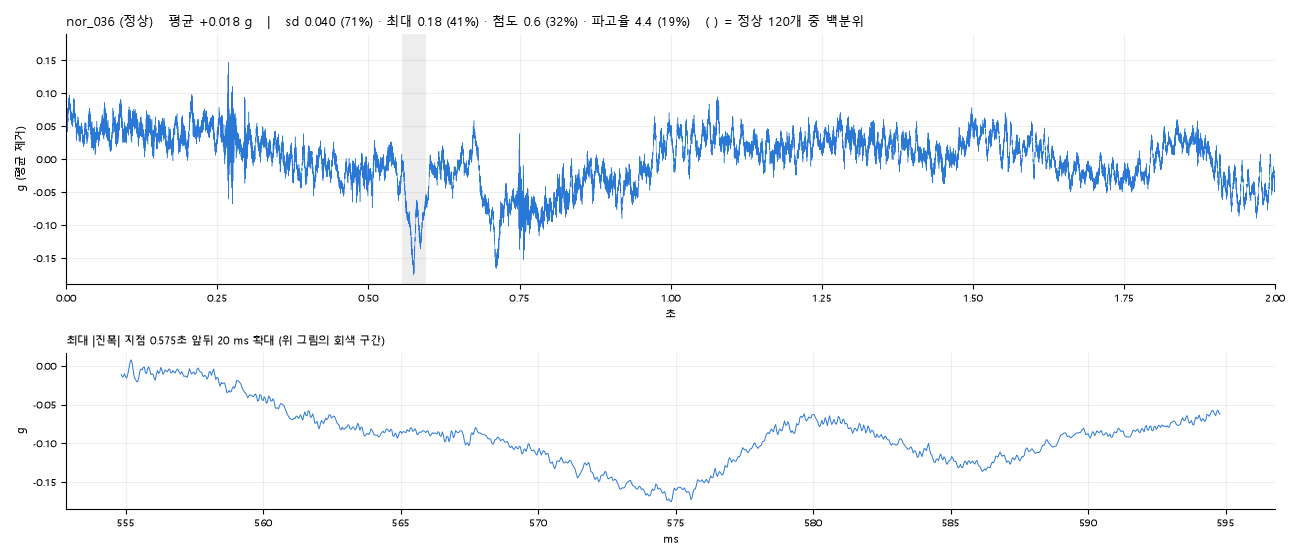 nor_036 (정상)    평균 +0.018 g    |    sd 0.040 (71%) · 최대 0.18 (41%) · 첨도 0.6 (32%) · 파고율 4.4 (19%)    ( ) = 정상 120개 중 백분위
g (평균 제거)
0.15
0.10
0.05
0.00
-0.05
-0.10
-0.15
0.00 0.25 0.50 0.75 1.00 1.25 1.50 1.75 2.00
초
최대 |진폭| 지점 0.575초 앞뒤 20 ms 확대 (위 그림의 회색 구간)
g
0.00
-0.05
-0.10
-0.15
555 560 565 570 575 580 585 590 595
ms